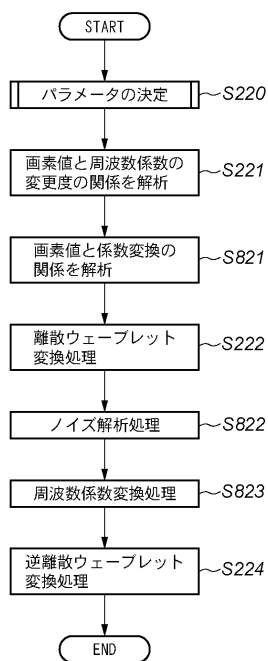 START
パラメータの決定
S220
画素値と周波数係数の
変更度の関係を解析
S221
画素値と係数変換の
関係を解析
S821
離散ウェーブレット
変換処理
S222
ノイズ解析処理
S822
周波数係数変換処理
S823
逆離散ウェーブレット
変換処理
S224
END